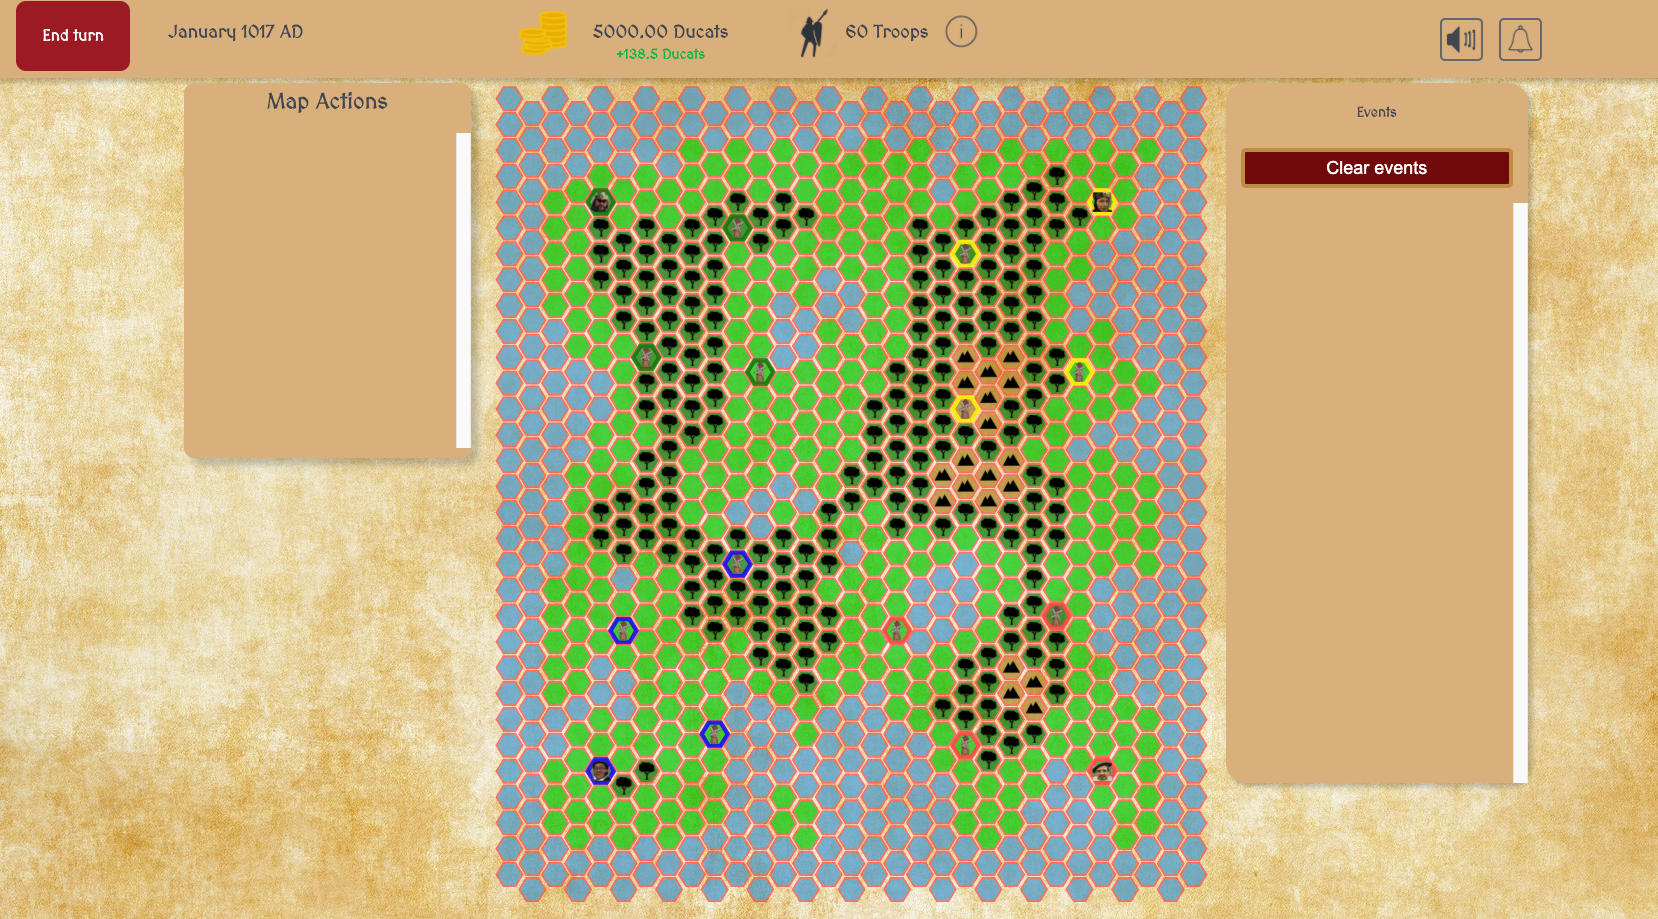 End turn
January 1017 AD
5000.00 Ducats
+138.5 Ducats
60 Troops
i
Map Actions
Events
Clear events